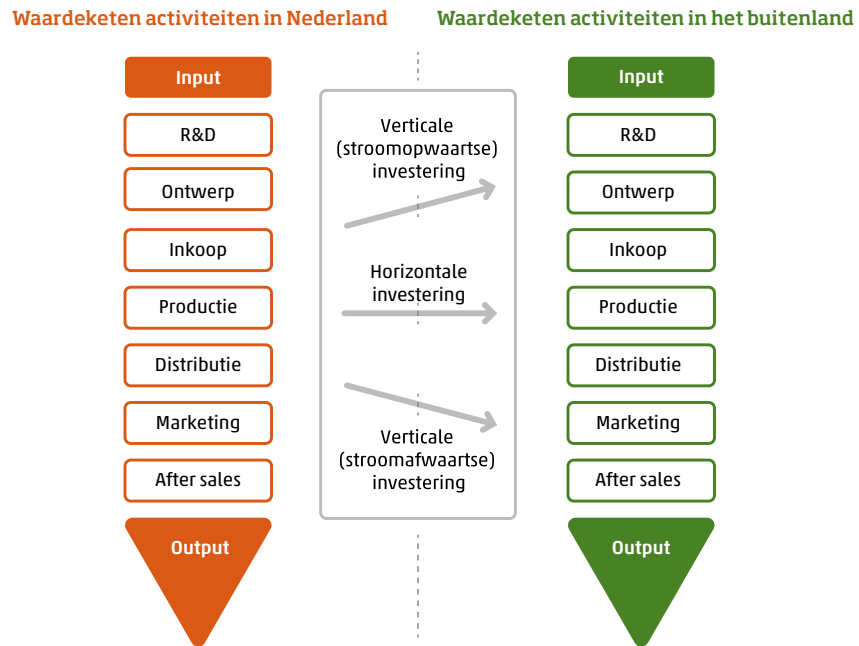 Waardeketen activiteiten in Nederland
Input
R&D
Ontwerp
Inkoop
Productie
Distributie
Marketing
After sales
Output
Verticale
(stroomopwaartse)
investering
Horizontale
investering
Verticale
(stroomafwaartse)
investering
Waardeketen activiteiten in het buitenland
Input
R&D
Ontwerp
Inkoop
Productie
Distributie
Marketing
After sales
Output